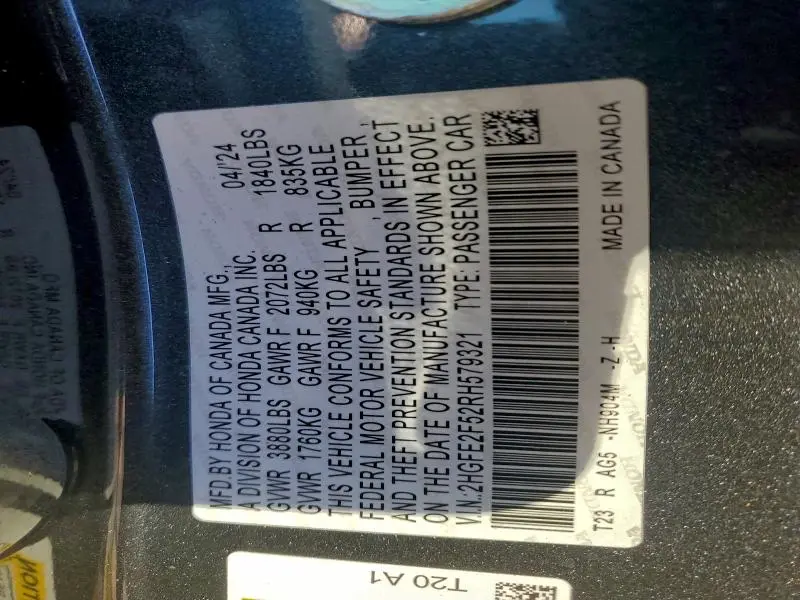 MFD.BY HONDA OF CANADA MFG., 04/'24
A DIVISION OF HONDA CANADA INC.
GVWR 3880LBS GAWR F 2072LBS R 1840LBS
GVWR 1760KG GAWR F 940KG R 835KG
THIS VEHICLE CONFORMS TO ALL APPLICABLE
FEDERAL MOTOR VEHICLE SAFETY , BUMPER ,
AND THEFT PREVENTION STANDARDS IN EFFECT
ON THE DATE OF MANUFACTURE SHOWN ABOVE.
V.I.N.:2HGFE2F52RH579321 TYPE:PASSENGER CAR
T23 R AG5 -NH904M -Z -H MADE IN CANADA
T20 A1